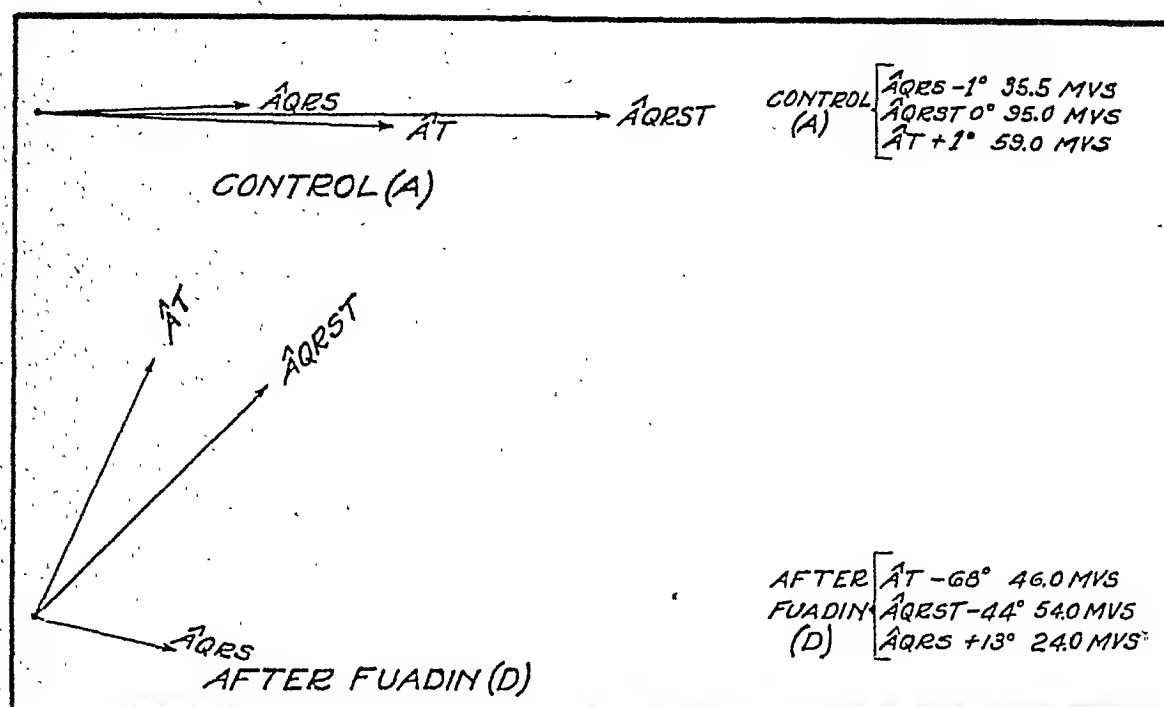 ÂQRS
ÂQRST
ÂT
CONTROL (A)
CONTROL
(A)
ÂQRS -1° 35.5 MVS
ÂQRST 0° 95.0 MVS
ÂT +1° 59.0 MVS
ÂT
ÂQRST
ÂQRS
AFTER FUADIN (D)
AFTER
FUADIN
(D)
ÂT -68° 46.0 MVS
ÂQRST -44° 54.0 MVS
ÂQRS +13° 24.0 MVS